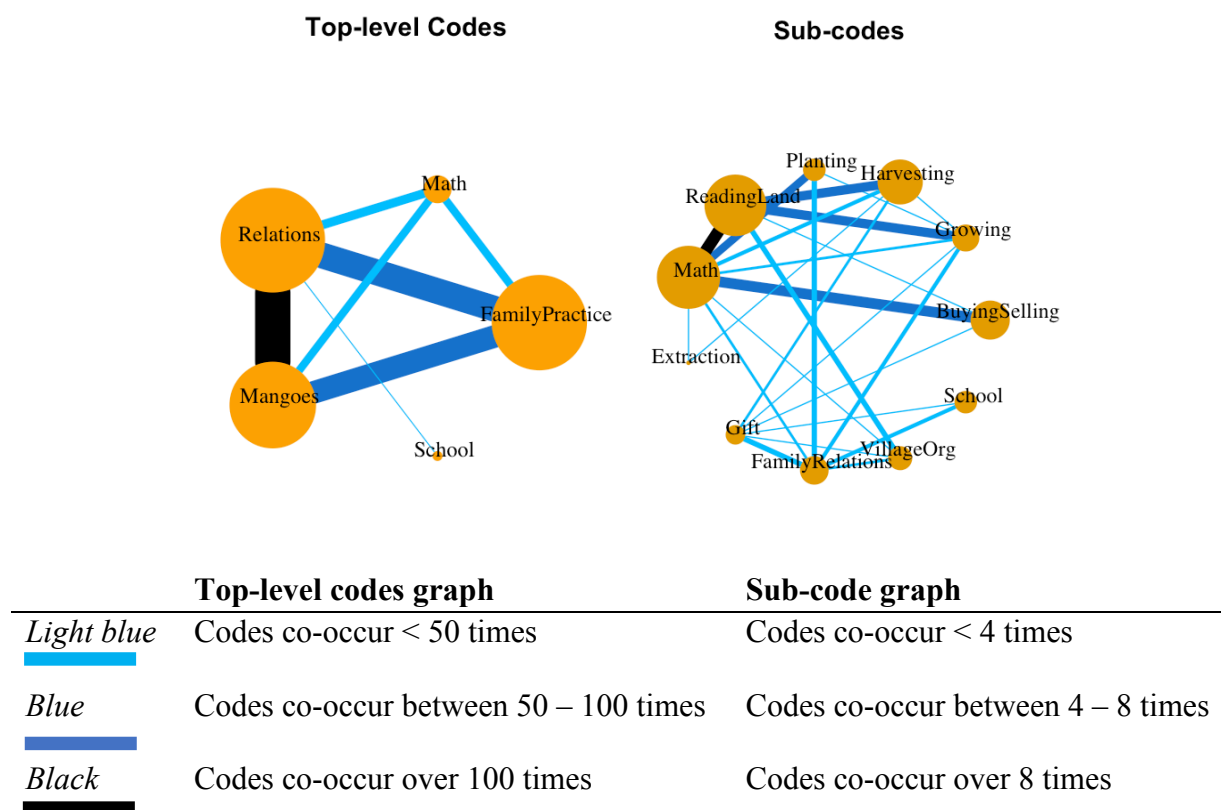 Top-level Codes
Sub-codes
Math
Relations
FamilyPractice
Mangoes
School
Planting
Harvesting
ReadingLand
Growing
Math
BuyingSelling
Extraction
School
Gift
VillageOrg
FamilyRelations
Top-level codes graph Sub-code graph
Light blue Codes co-occur < 50 times Codes co-occur < 4 times
Blue Codes co-occur between 50 – 100 times Codes co-occur between 4 – 8 times
Black Codes co-occur over 100 times Codes co-occur over 8 times